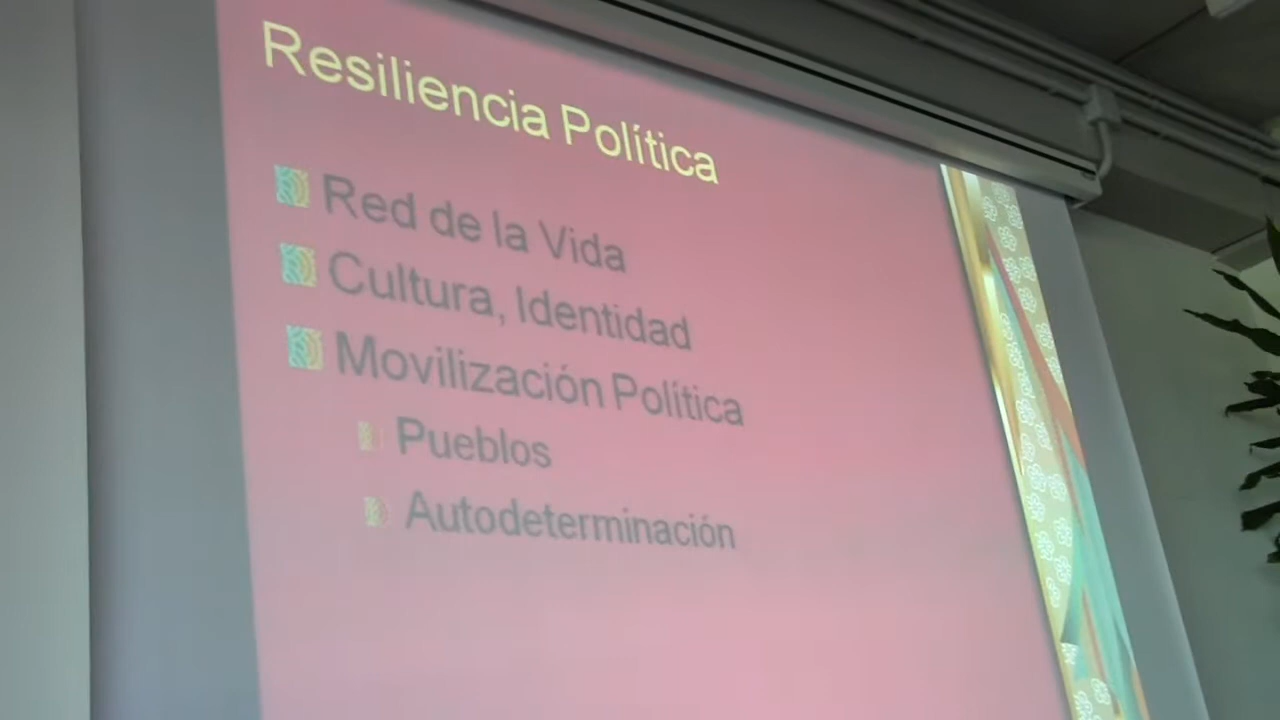 Resiliencia Política
Red de la Vida
Cultura, Identidad
Movilización Política
Pueblos
Autodeterminación